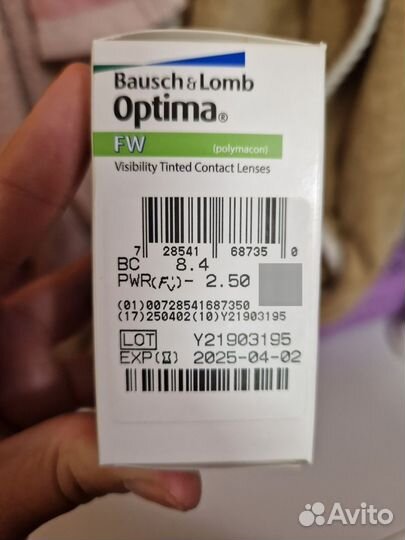 Bausch & Lomb
Optima®
FW (polymacon)
Visibility Tinted Contact Lenses
7 28541 68735 0
BC 8.4
PWR(F'v) - 2.50
(01)00728541687350
(17)250402(10)Y21903195
LOT Y21903195
EXP(⌛) 2025-04-02
Avito